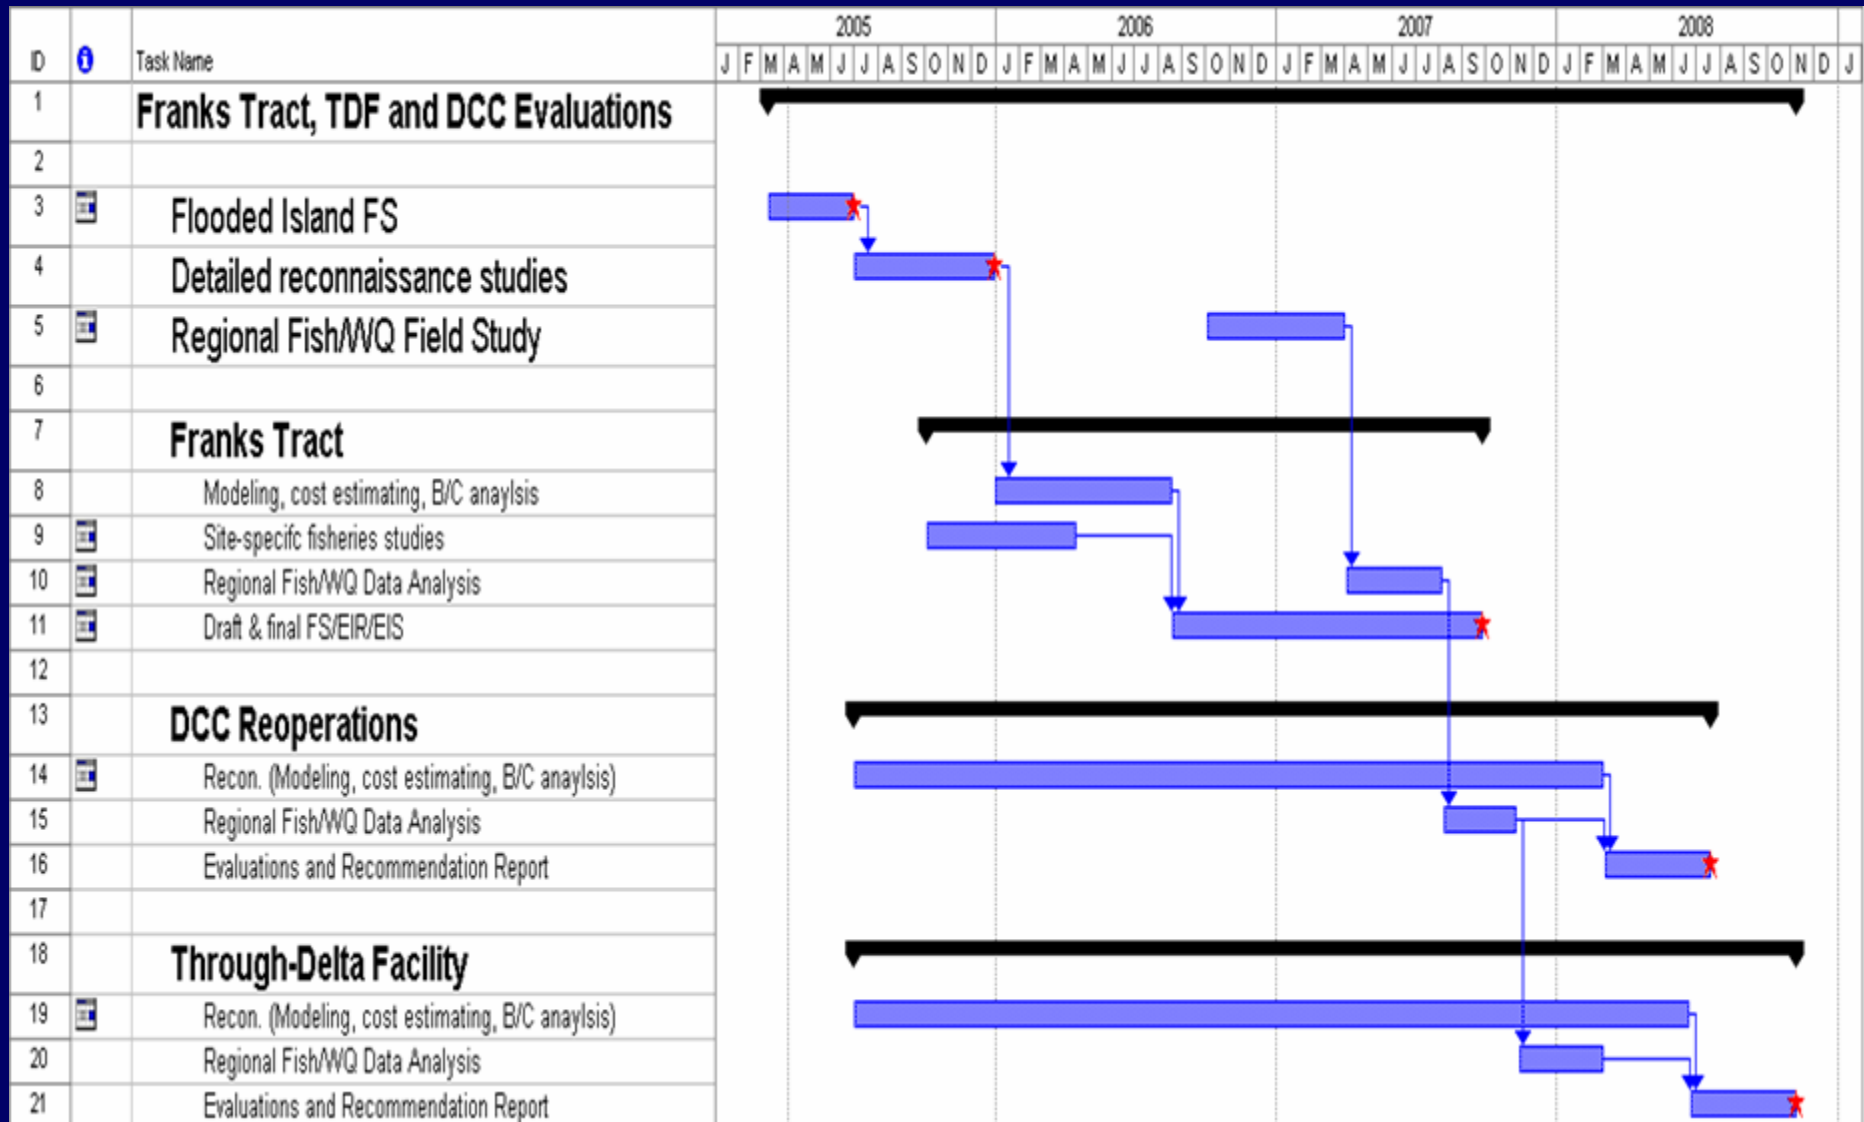 2005 2006 2007 2008
ID i Task Name J F M A M J J A S O N D J F M A M J J A S O N D J F M A M J J A S O N D J F M A M J J A S O N D J
1 Franks Tract, TDF and DCC Evaluations
2
3 Flooded Island FS
4 Detailed reconnaissance studies
5 Regional Fish/WQ Field Study
6
7 Franks Tract
8 Modeling, cost estimating, B/C anaylsis
9 Site-specifc fisheries studies
10 Regional Fish/WQ Data Analysis
11 Draft & final FS/EIR/EIS
12
13 DCC Reoperations
14 Recon. (Modeling, cost estimating, B/C anaylsis)
15 Regional Fish/WQ Data Analysis
16 Evaluations and Recommendation Report
17
18 Through-Delta Facility
19 Recon. (Modeling, cost estimating, B/C anaylsis)
20 Regional Fish/WQ Data Analysis
21 Evaluations and Recommendation Report